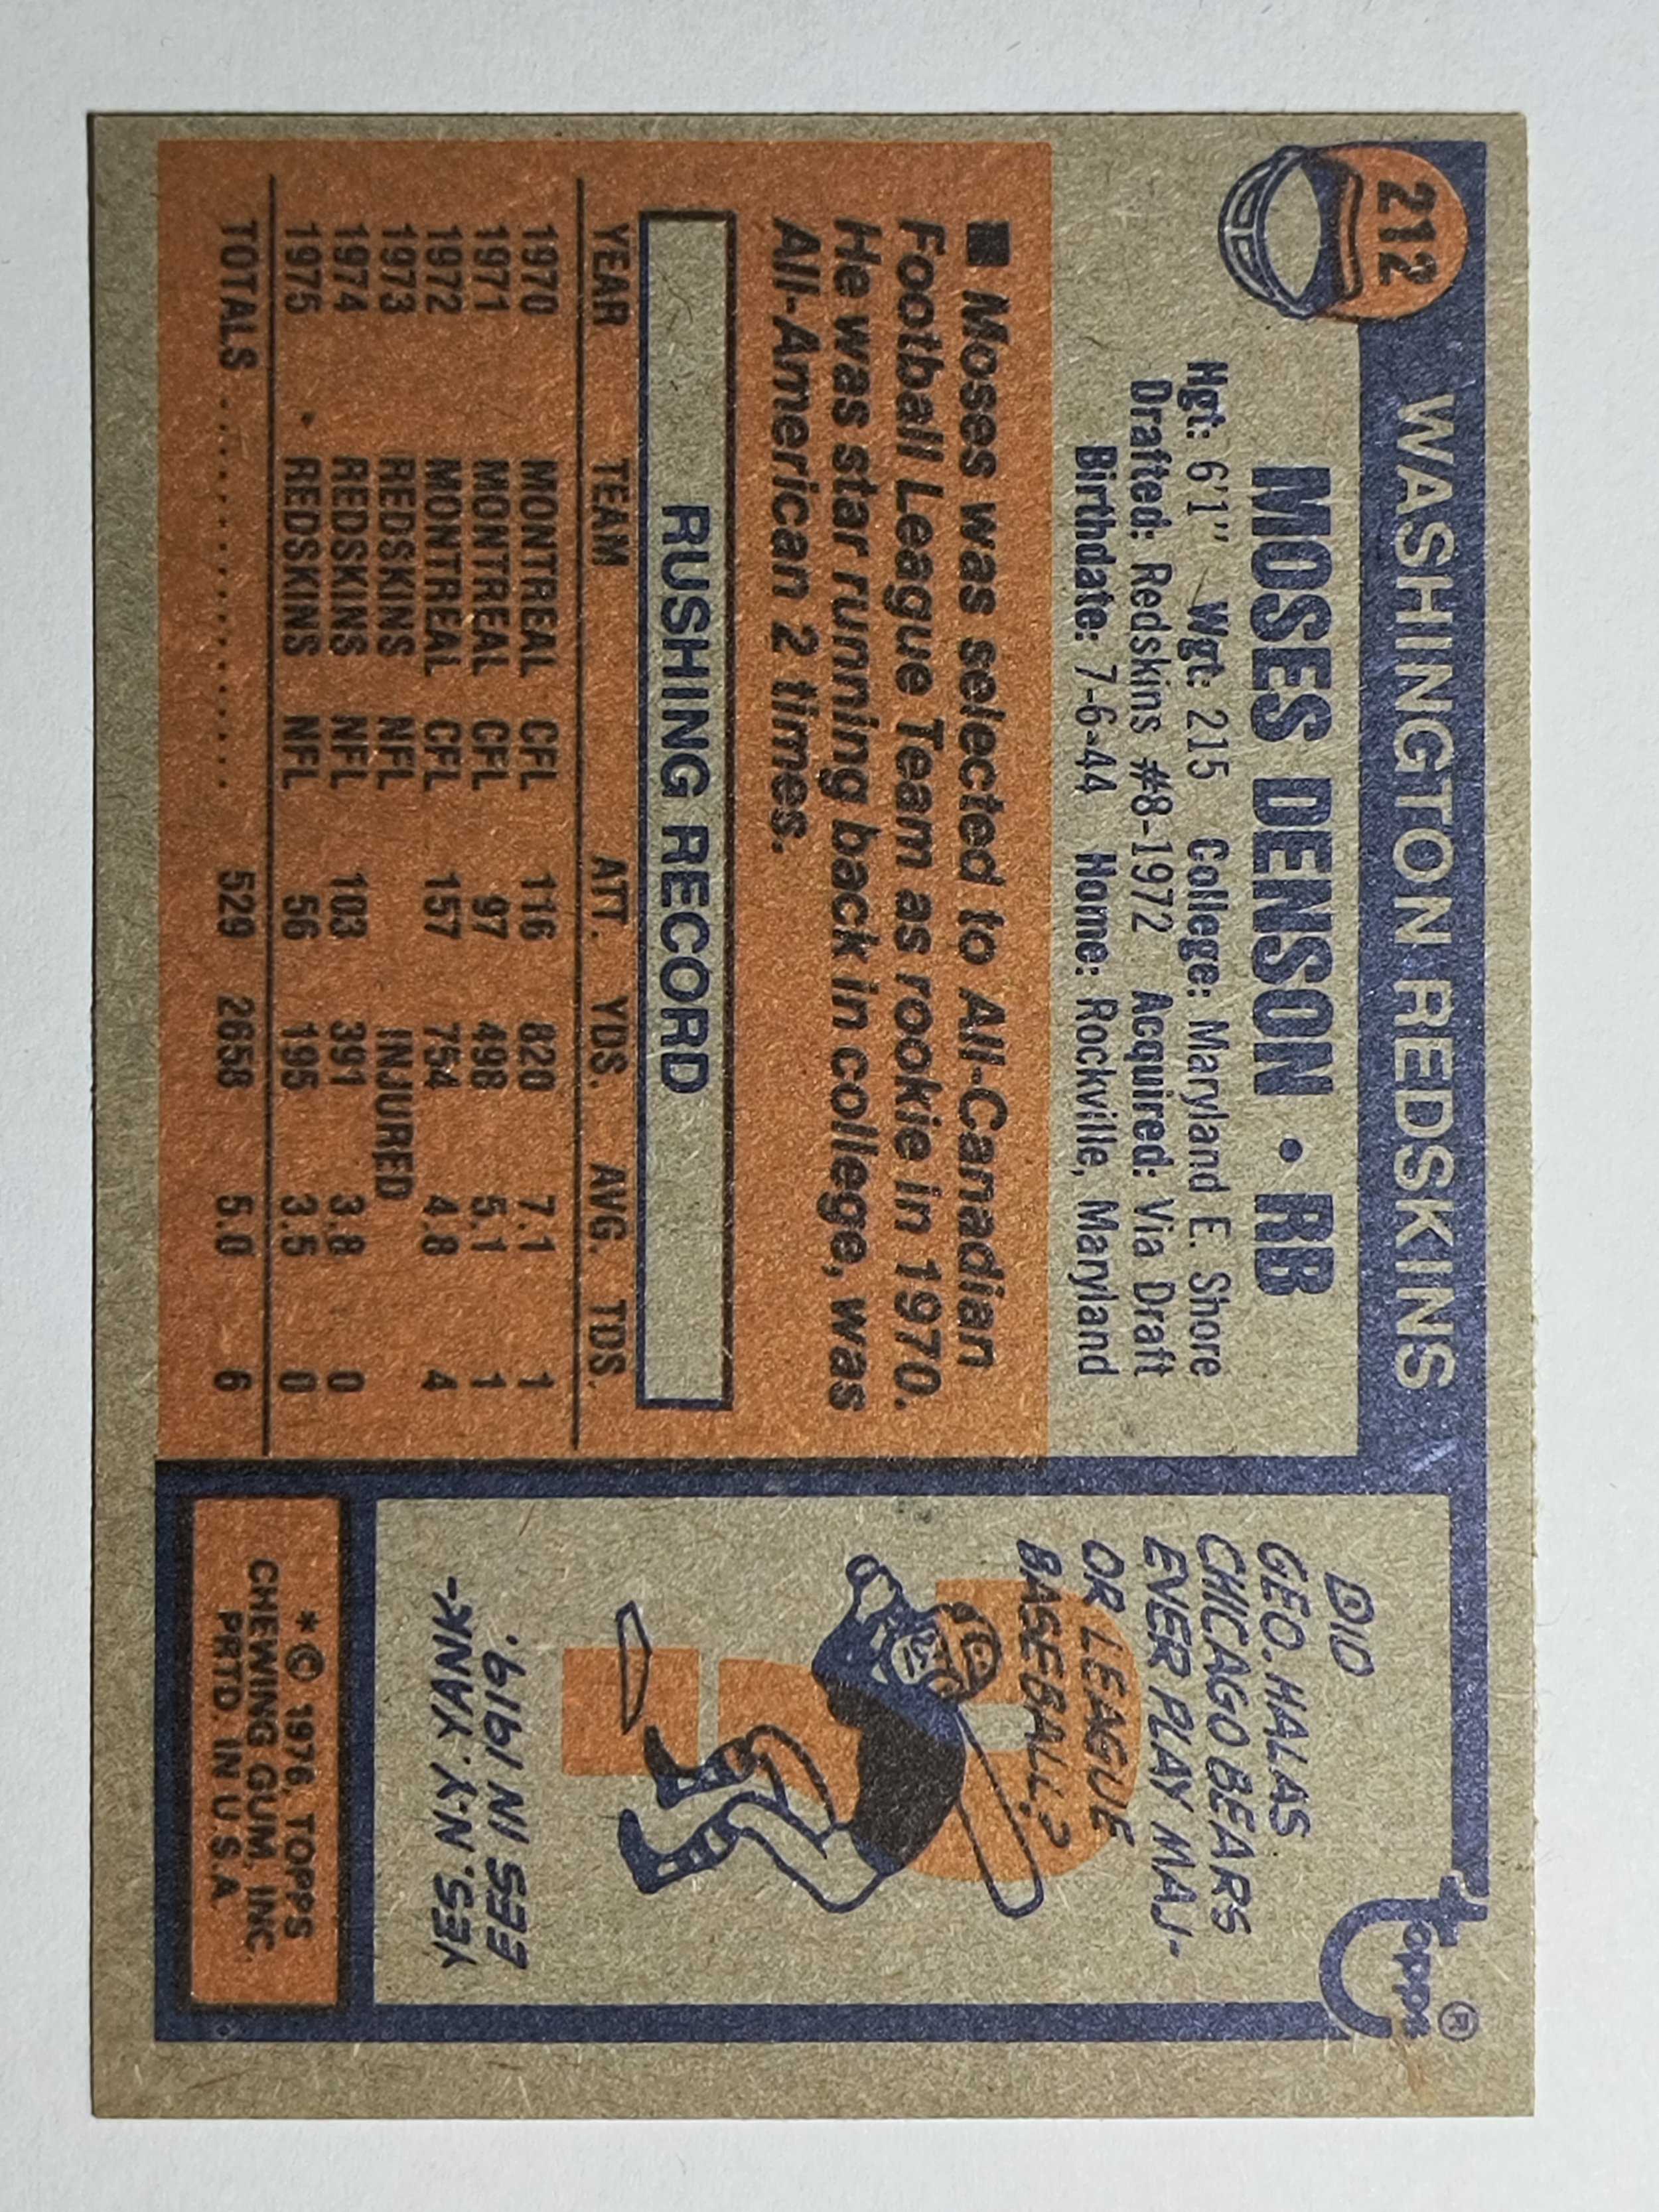 212
WASHINGTON REDSKINS
MOSES DENSON • RB
Hgt: 6'1" Wgt: 215 College: Maryland E. Shore
Drafted: Redskins #8-1972 Acquired: Via Draft
Birthdate: 7-6-44 Home: Rockville, Maryland
■ Moses was selected to All-Canadian
Football League Team as rookie in 1970.
He was star running back in college, was
All-American 2 times.
RUSHING RECORD
YEAR TEAM ATT. YDS. AVG. TDS.
1970 MONTREAL CFL 116 820 7.1 1
1971 MONTREAL CFL 97 498 5.1 1
1972 MONTREAL CFL 157 754 4.8 4
1973 REDSKINS NFL INJURED
1974 REDSKINS NFL 103 391 3.8 0
1975 REDSKINS NFL 56 195 3.5 0
TOTALS .................... 529 2658 5.0 6
topps ®
DID
GEO. HALAS
CHICAGO BEARS
EVER PLAY MAJ-
OR LEAGUE
BASEBALL?
YES. N.Y. YANK-
EES IN 1919.
* © 1976, TOPPS
CHEWING GUM, INC.
PRTD. IN U.S.A.